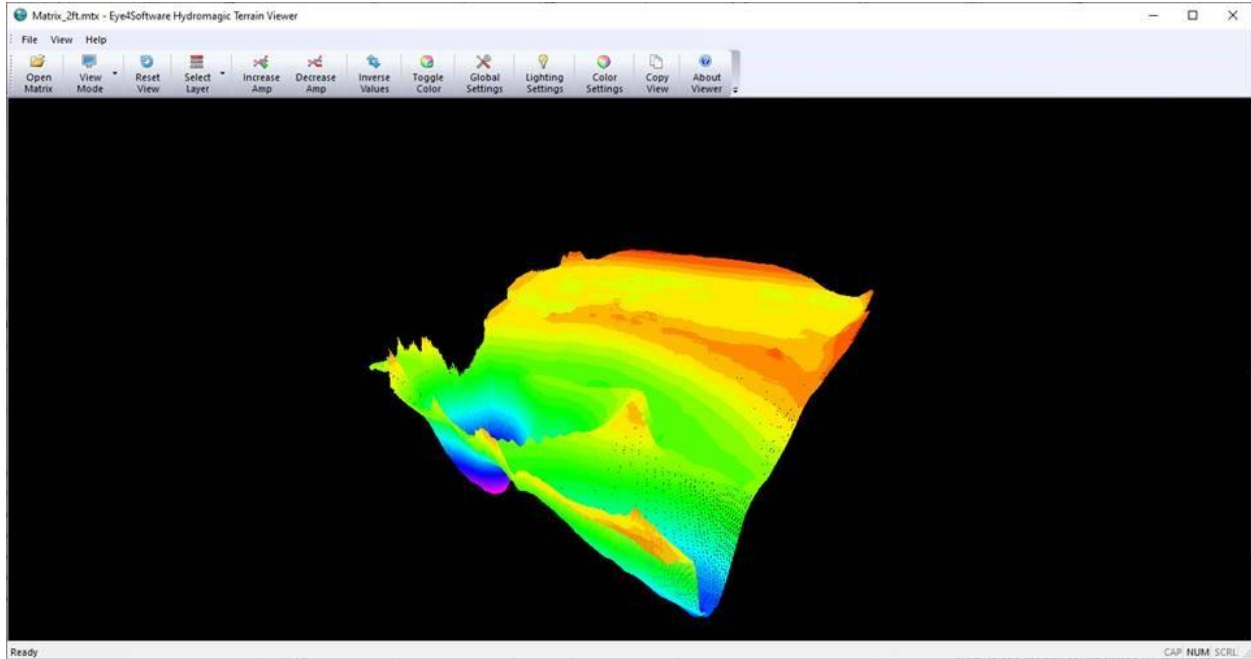 Matrix_2ft.mtx - Eye4Software Hydromagic Terrain Viewer
File View Help
Open Matrix
View Mode
Reset View
Select Layer
Increase Amp
Decrease Amp
Inverse Values
Toggle Color
Global Settings
Lighting Settings
Color Settings
Copy View
About Viewer
Ready
CAP NUM SCRL